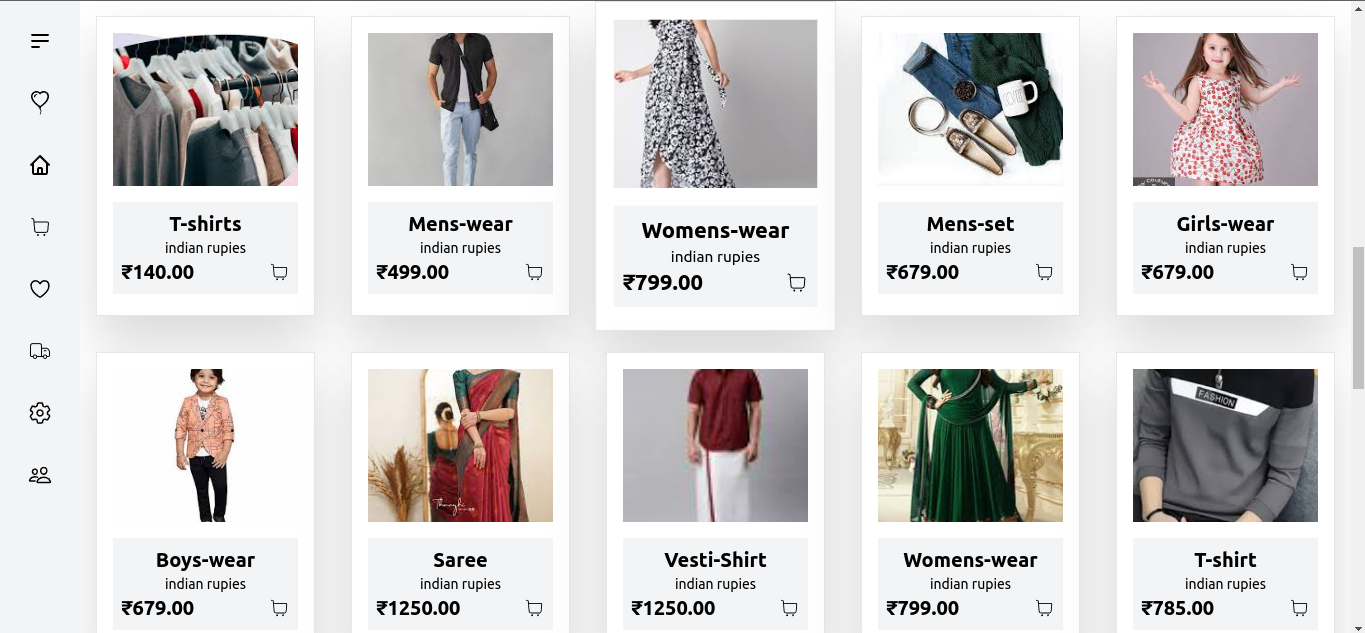 T-shirts
indian rupies
₹140.00
Mens-wear
indian rupies
₹499.00
Womens-wear
indian rupies
₹799.00
Mens-set
indian rupies
₹679.00
Girls-wear
indian rupies
₹679.00
Boys-wear
indian rupies
₹679.00
Saree
indian rupies
₹1250.00
Vesti-Shirt
indian rupies
₹1250.00
Womens-wear
indian rupies
₹799.00
FASHION
T-shirt
indian rupies
₹785.00